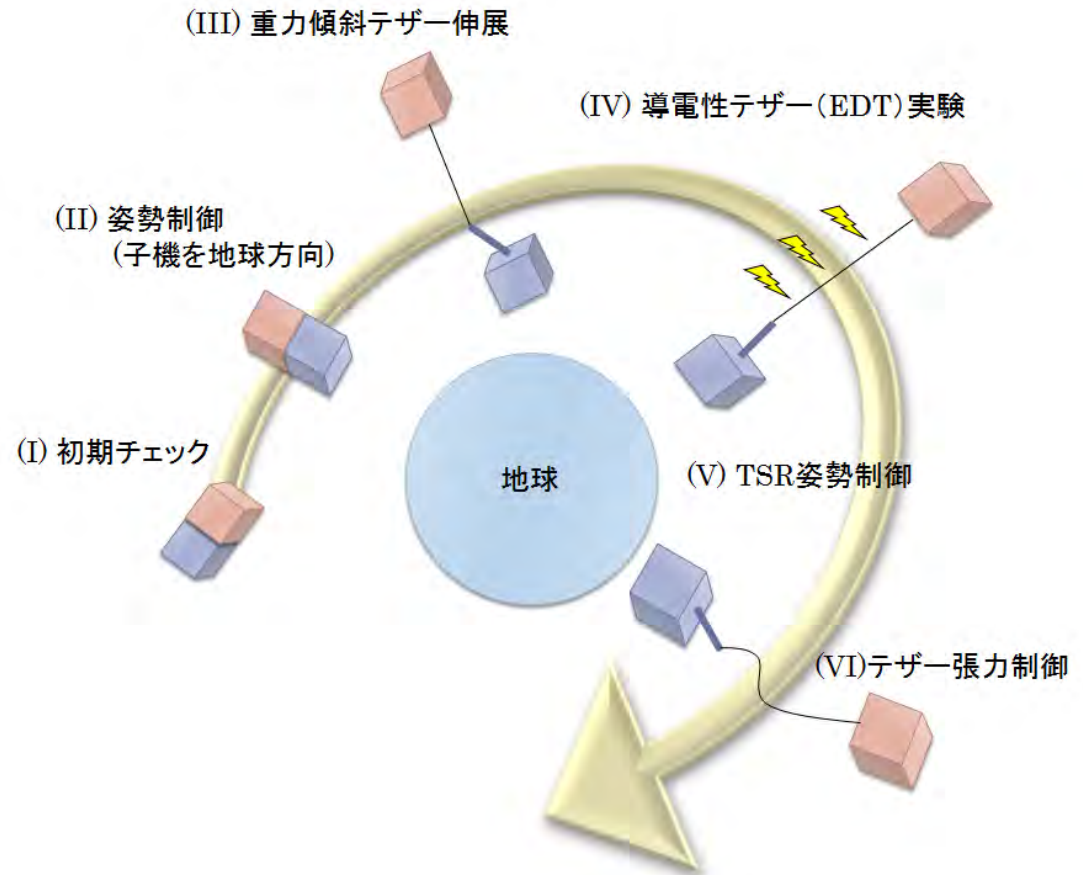 (III) 重力傾斜テザー伸展
(IV) 導電性テザー（EDT）実験
(II) 姿勢制御
(子機を地球方向)
(I) 初期チェック
地球
(V) TSR姿勢制御
(VI)テザー張力制御